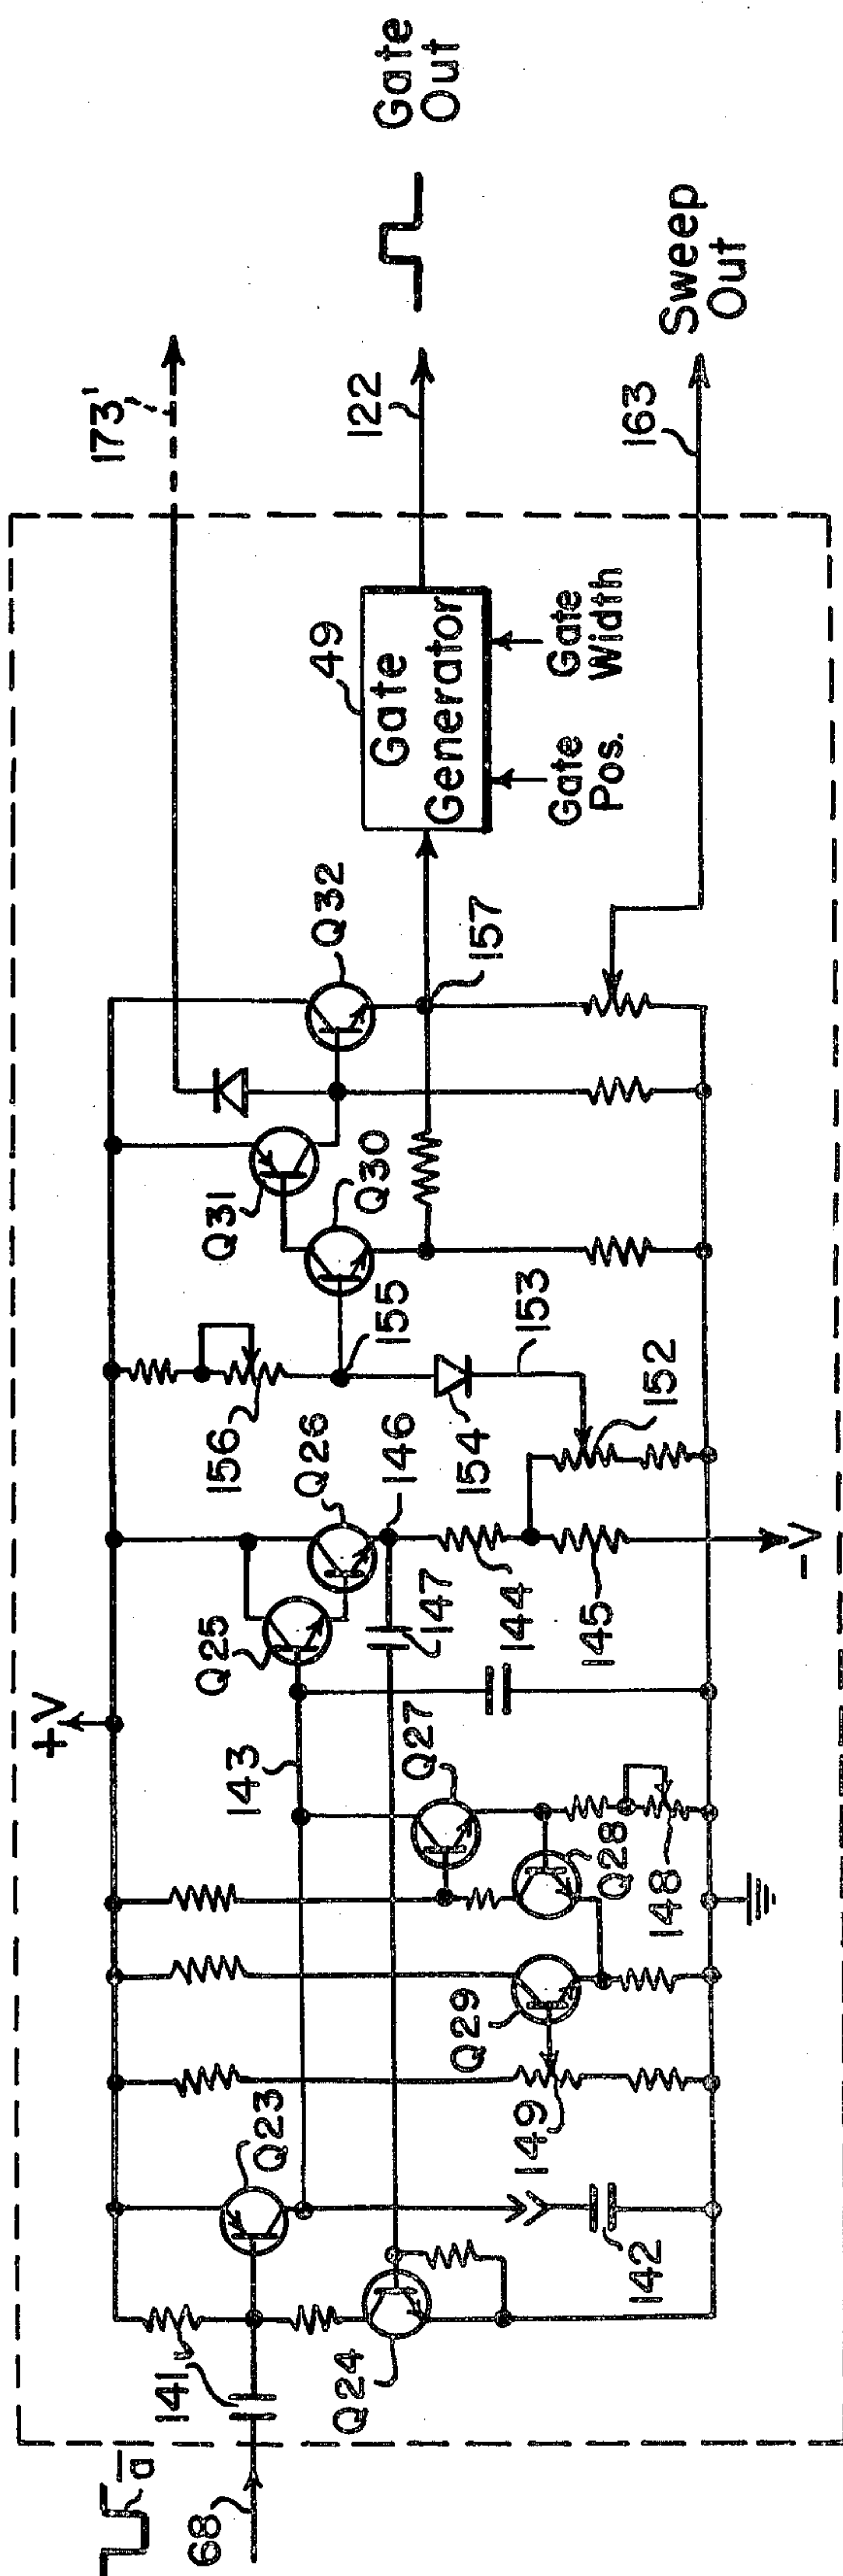 a
68
141
Q24
Q23
142
149
Q29
Q28
148
Q27
143
+V
Q25
Q26
147
146
144
145
-V
156
155
154
153
152
Q31
Q30
Q32
157
49
Gate
Generator
Gate
Pos.
Gate
Width
173'
122
163
Gate
Out
Sweep
Out